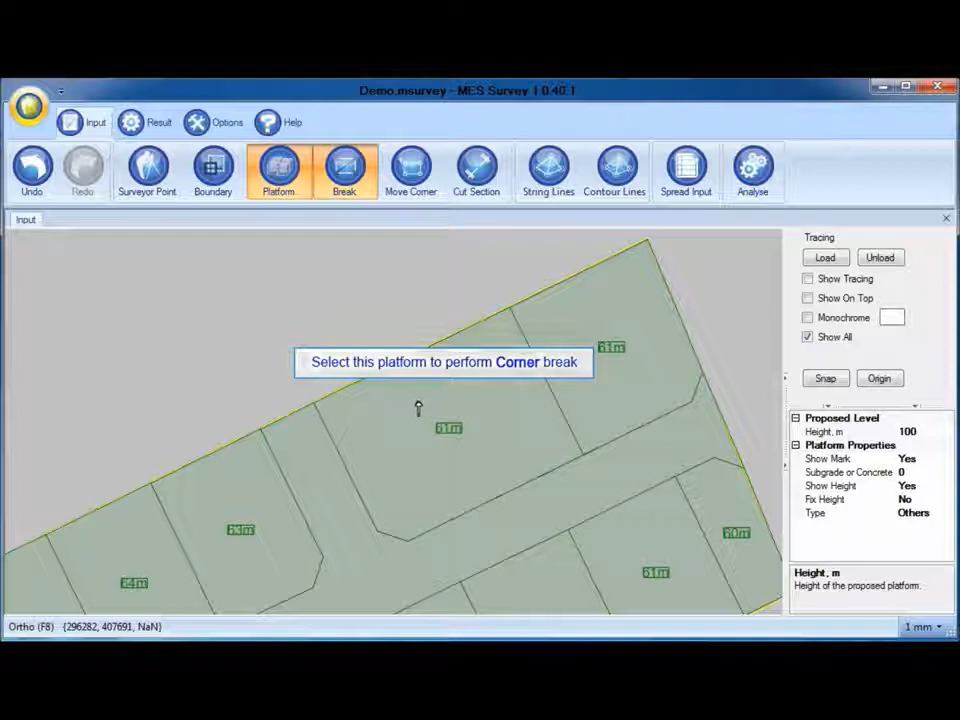 Demo.msurvey - MES Survey 1.0.40.1
Input Result Options Help
Undo Redo Surveyor Point Boundary Platform Break Move Corner Cut Section String Lines Contour Lines Spread Input Analyse
Input
Tracing
Load Unload
Show Tracing
Show On Top
Monochrome
Show All
Snap Origin
Select this platform to perform Corner break
61m
61m
63m
60m
61m
64m
Proposed Level
Height, m 100
Platform Properties
Show Mark Yes
Subgrade or Concrete 0
Show Height Yes
Fix Height No
Type Others
Height, m
Height of the proposed platform.
Ortho (F8) {296282, 407691, NaN} 1 mm